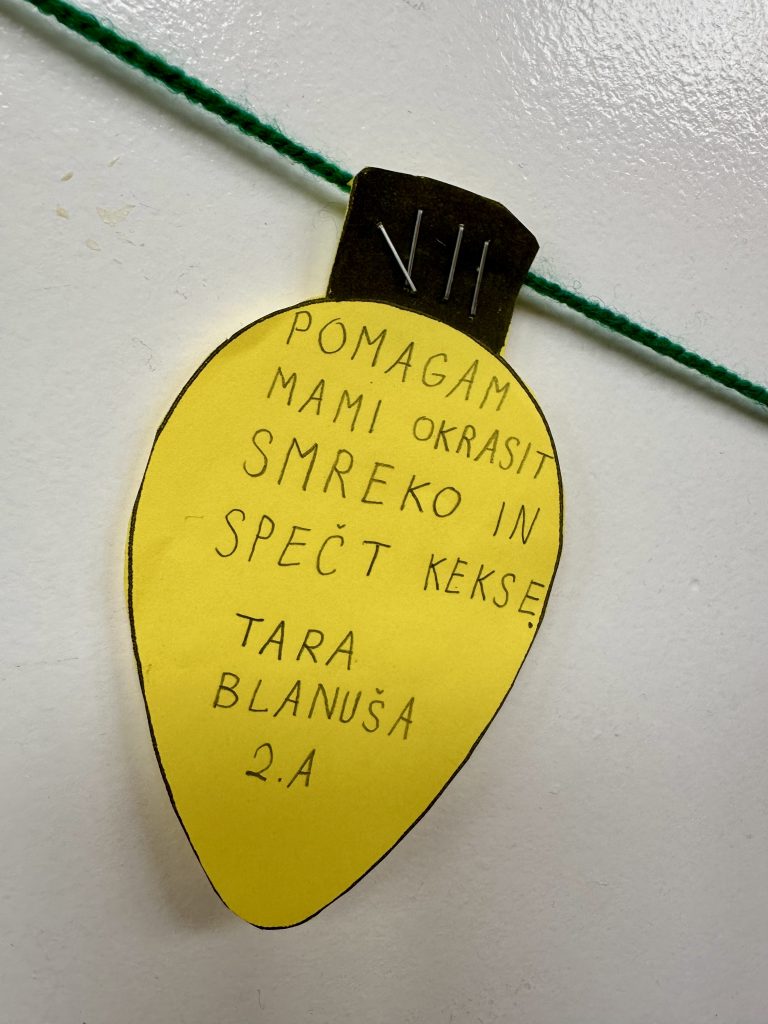 POMAGAM
MAMI OKRASIT
SMREKO IN
SPEČT KEKSE.
TARA
BLANUŠA
2.A